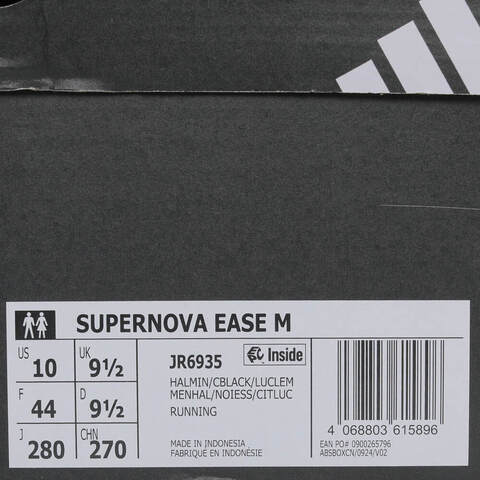 SUPERNOVA EASE M
US 10 UK 9½
F 44 D 9½
J 280 CHN 270
JR6935 Inside
HALMIN/CBLACK/LUCLEM
MENHAL/NOIESS/CITLUC
RUNNING
MADE IN INDONESIA
FABRIQUÉ EN INDONÉSIE
4 068803 615896
EAN PO# 0900265796
ABSBOXCN/0924/V02